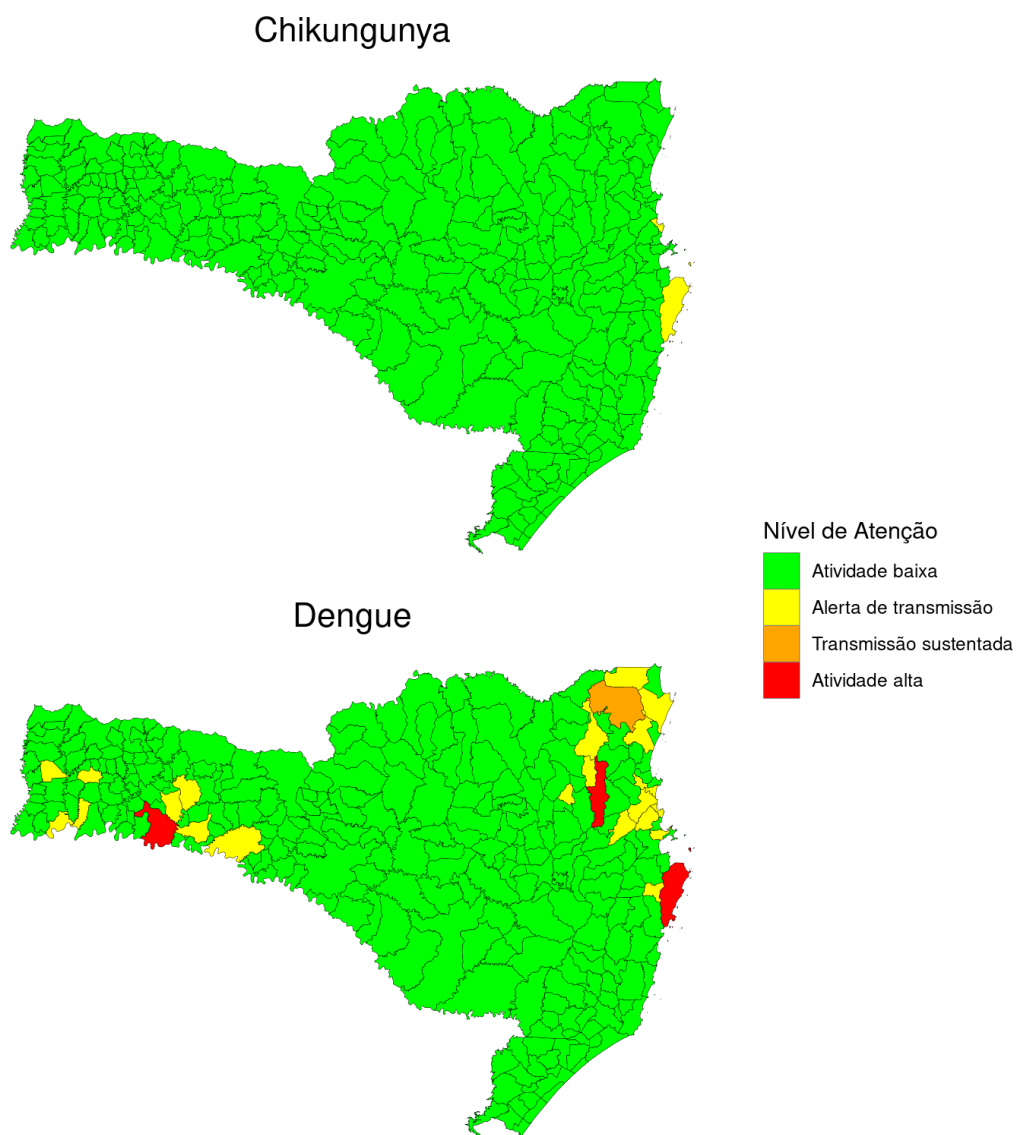 Chikungunya
Nível de Atenção
Atividade baixa
Alerta de transmissão
Transmissão sustentada
Atividade alta
Dengue